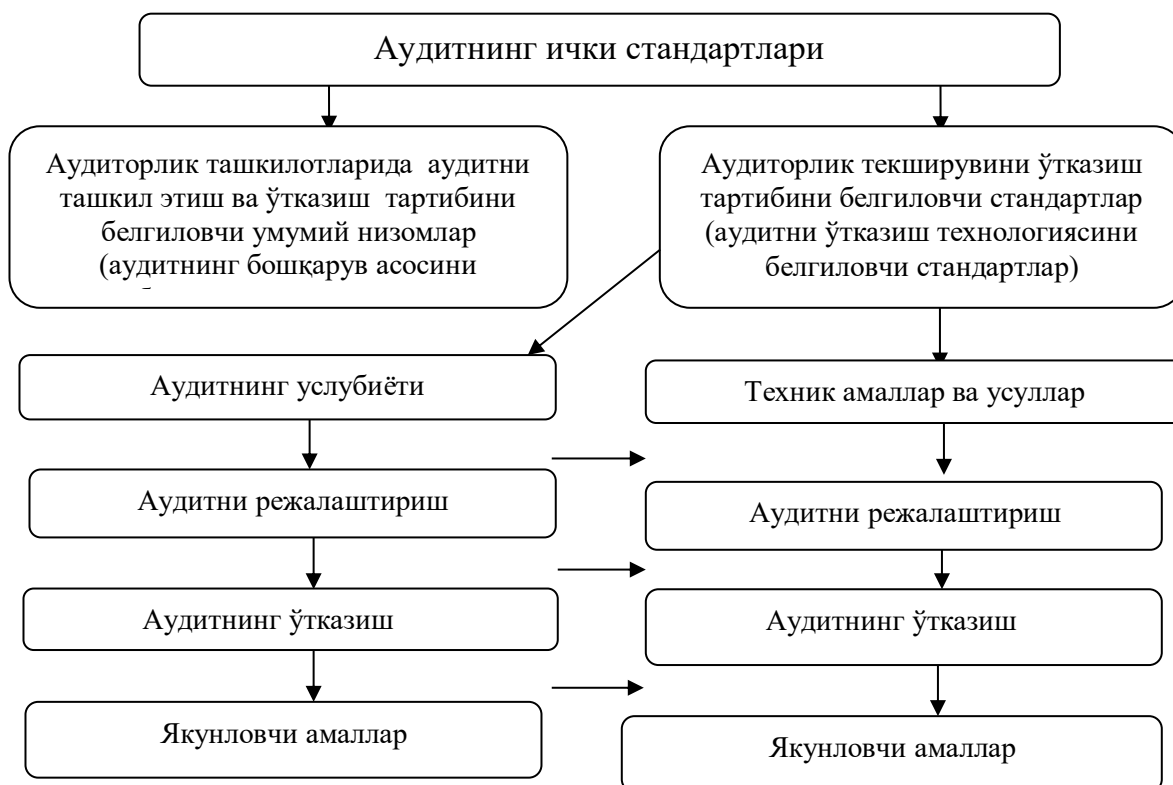 Аудитнинг ички стандартлари
Аудиторлик ташкилотларида аудитни
ташкил этиш ва ўтказиш тартибини
белгиловчи умумий низомлар
(аудитнинг бошқарув асосини
Аудиторлик текширувини ўтказиш
тартибини белгиловчи стандартлар
(аудитни ўтказиш технологиясини
белгиловчи стандартлар)
Аудитнинг услубиёти
Техник амаллар ва усуллар
Аудитни режалаштириш
Аудитни режалаштириш
Аудитнинг ўтказиш
Аудитнинг ўтказиш
Якунловчи амаллар
Якунловчи амаллар